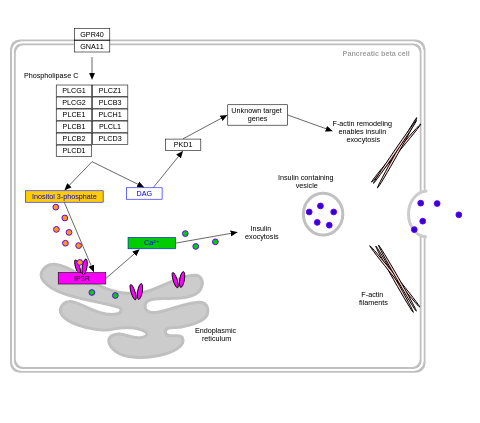 GPR40
GNA11
Pancreatic beta cell
Phospholipase C
PLCG1
PLCZ1
PLCG2
PLCB3
PLCE1
PLCH1
PLCB1
PLCL1
PLCB2
PLCD3
PLCD1
Unknown target
genes
F-actin remodeling
enables insulin
exocytosis
PKD1
Insulin containing
vesicle
Inositol 3-phosphate
DAG
Insulin
exocytosis
Ca²⁺
IP3R
F-actin
filaments
Endoplasmic
reticulum